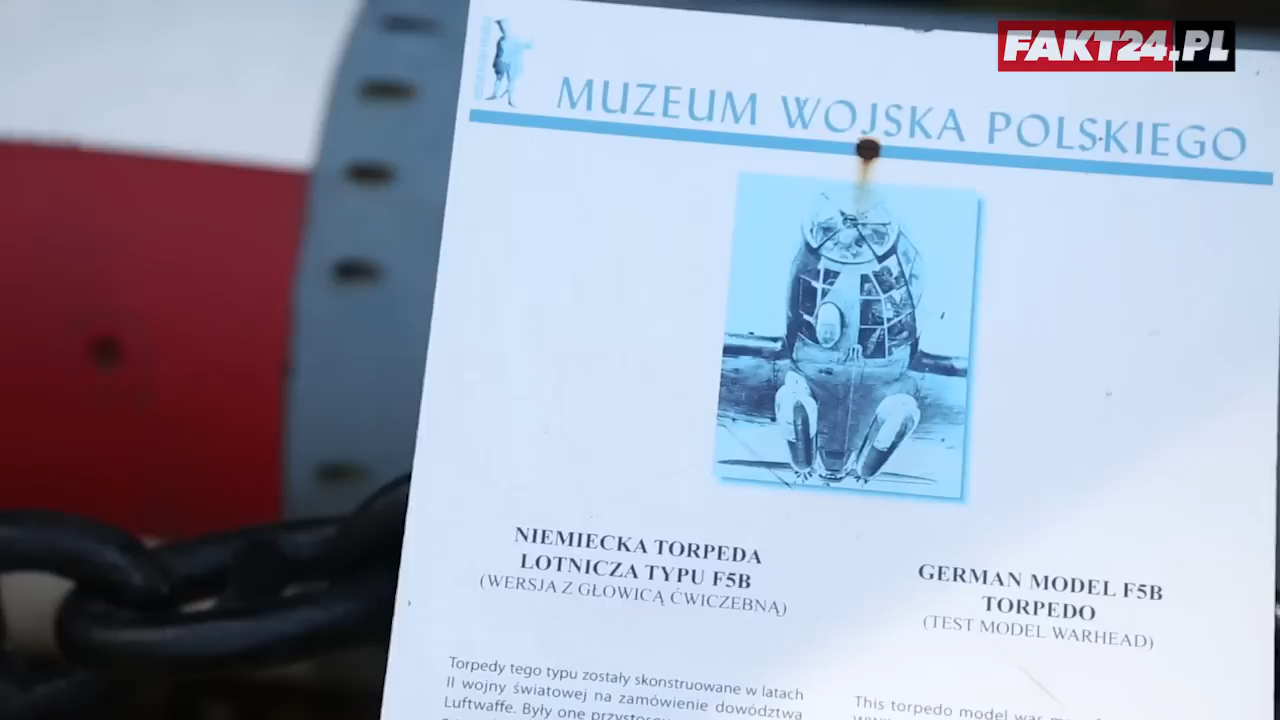 FAKT24.PL
MUZEUM WOJSKA POLSKIEGO
NIEMIECKA TORPEDA
LOTNICZA TYPU F5B
(WERSJA Z GŁOWICĄ ĆWICZEBNĄ)
Torpedy tego typu zostały skonstruowane w latach
II wojny światowej na zamówienie dowództwa
Luftwaffe. Były one
GERMAN MODEL F5B
TORPEDO
(TEST MODEL WARHEAD)
This torpedo model